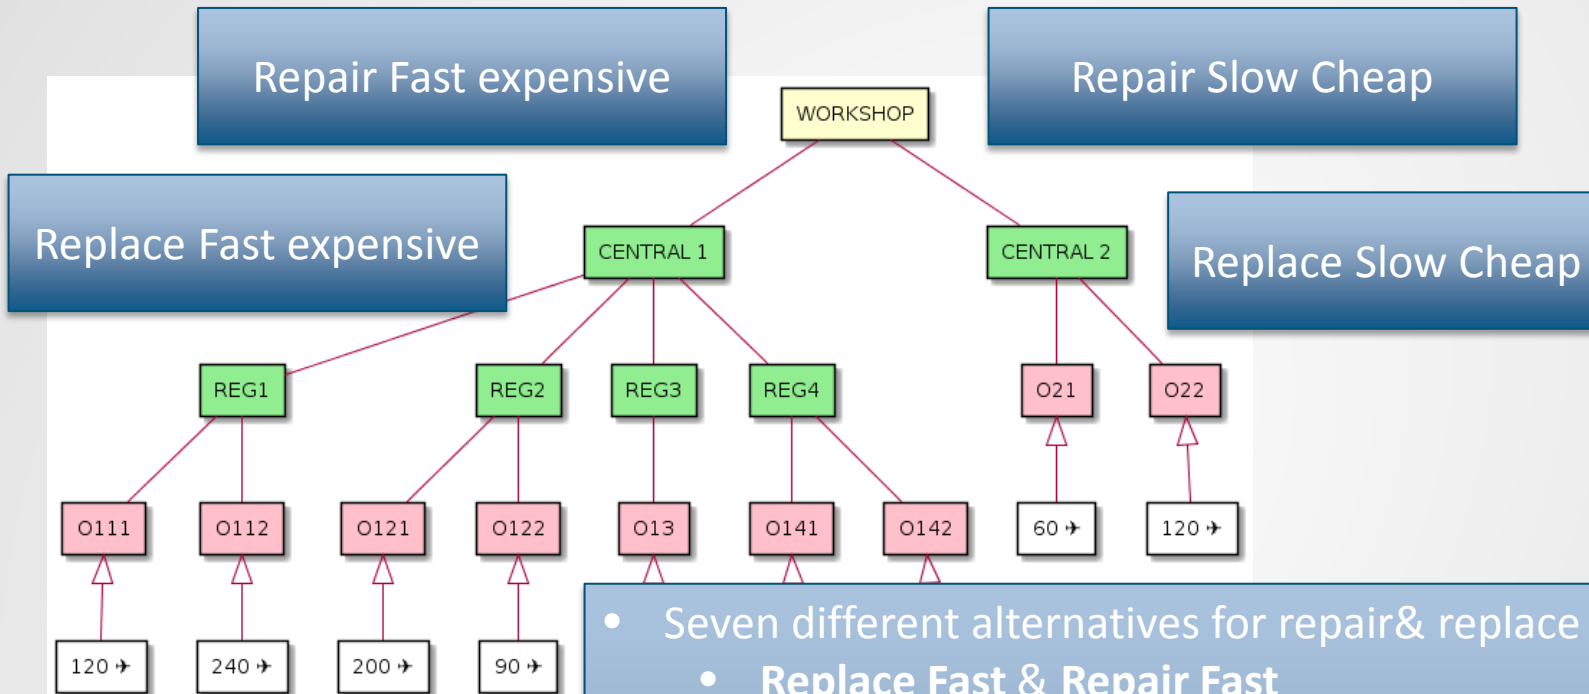 Repair Fast expensive
Repair Slow Cheap
WORKSHOP
Replace Fast expensive
CENTRAL 1
CENTRAL 2
Replace Slow Cheap
REG1
REG2
REG3
REG4
O21
O22
O111
O112
O121
O122
O13
O141
O142
60 ✈
120 ✈
120 ✈
240 ✈
200 ✈
90 ✈
• Seven different alternatives for repair& replace
• Replace Fast & Repair Fast